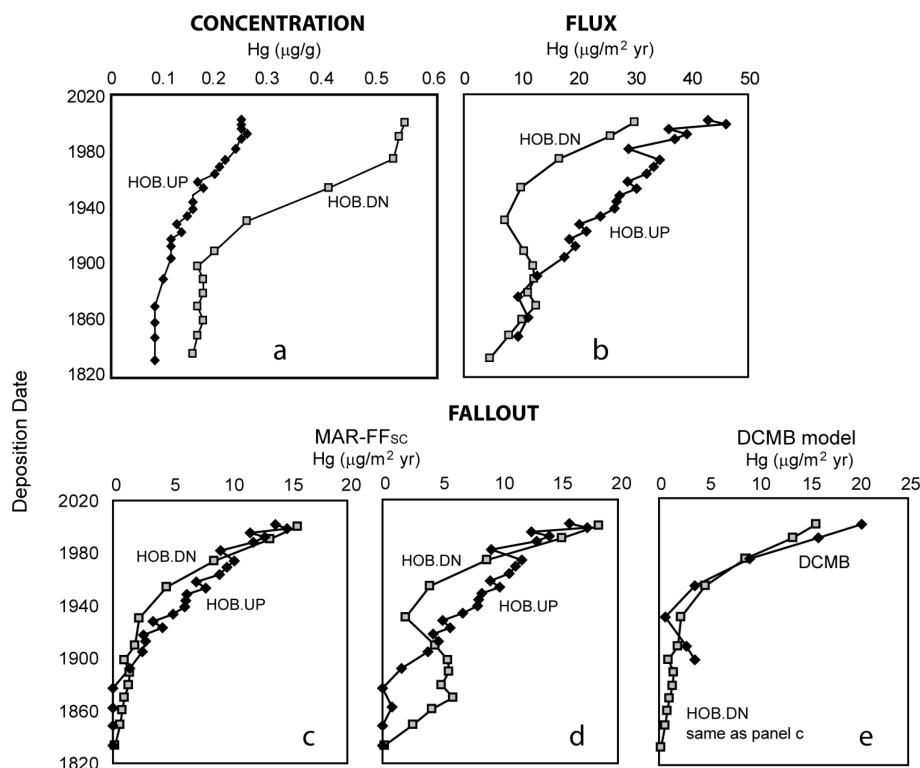 CONCENTRATION
Hg (μg/g)
0 0.1 0.2 0.3 0.4 0.5 0.6
2020
1980
1940
1900
1860
1820
HOB.UP
HOB.DN
a
FLUX
Hg (μg/m² yr)
0 10 20 30 40 50
HOB.DN
HOB.UP
b
Deposition Date
FALLOUT
MAR-FFSC
Hg (μg/m² yr)
0 5 10 15 20
2020
1980
1940
1900
1860
1820
HOB.DN
HOB.UP
c
0 5 10 15 20
HOB.DN
HOB.UP
d
DCMB model
Hg (μg/m² yr)
0 5 10 15 20 25
DCMB
HOB.DN
same as panel c
e